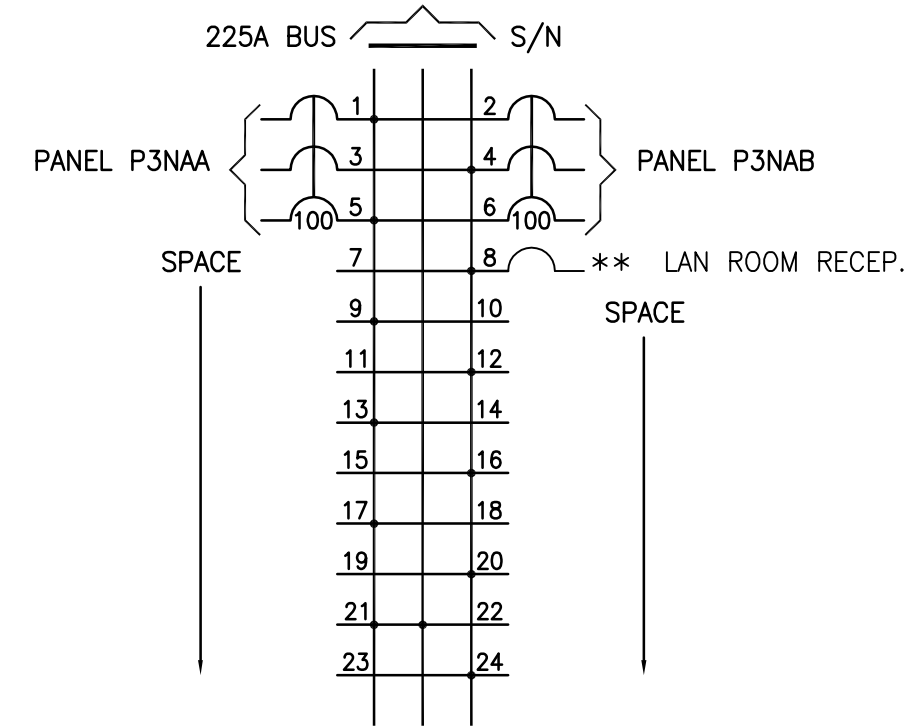 225A BUS S/N
1 2
PANEL P3NAA 3 4 PANEL P3NAB
100 5 6 100
SPACE 7 8 ** LAN ROOM RECEP.
9 10 SPACE
11 12
13 14
15 16
17 18
19 20
21 22
23 24